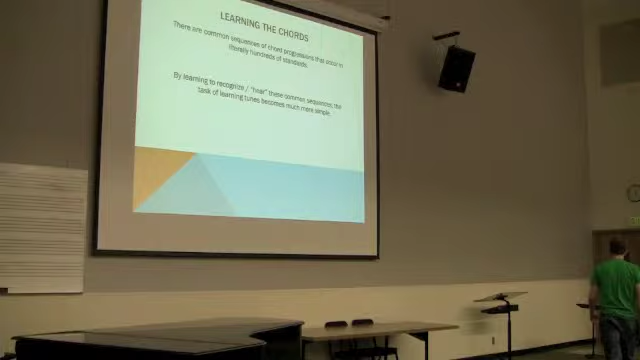 LEARNING THE CHORDS
There are common sequences of chord progressions that occur in
literally hundreds of standards.
By learning to recognize / "hear" these common sequences, the
task of learning tunes becomes much more simple.